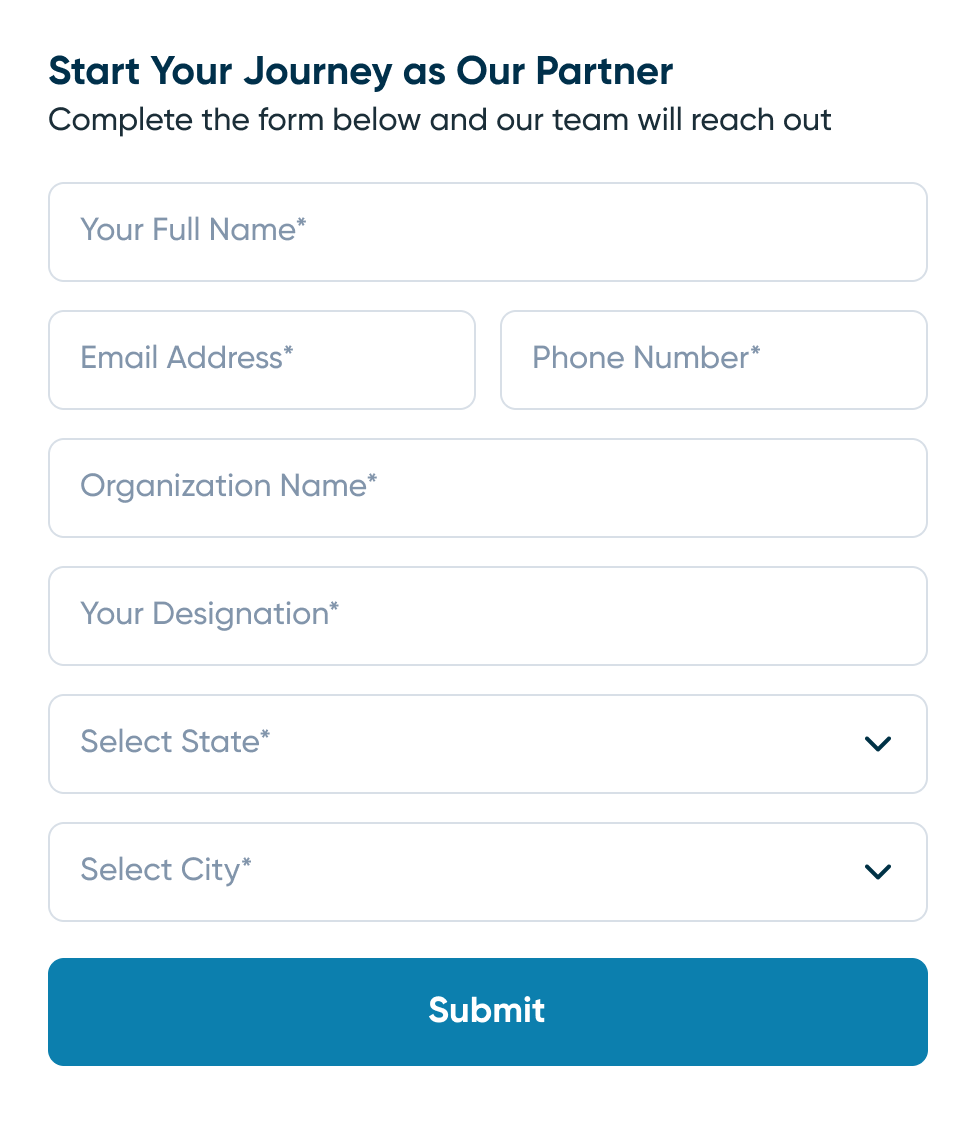 Start Your Journey as Our Partner
Complete the form below and our team will reach out
Your Full Name*
Email Address*
Phone Number*
Organization Name*
Your Designation*
Select State*
Select City*
Submit